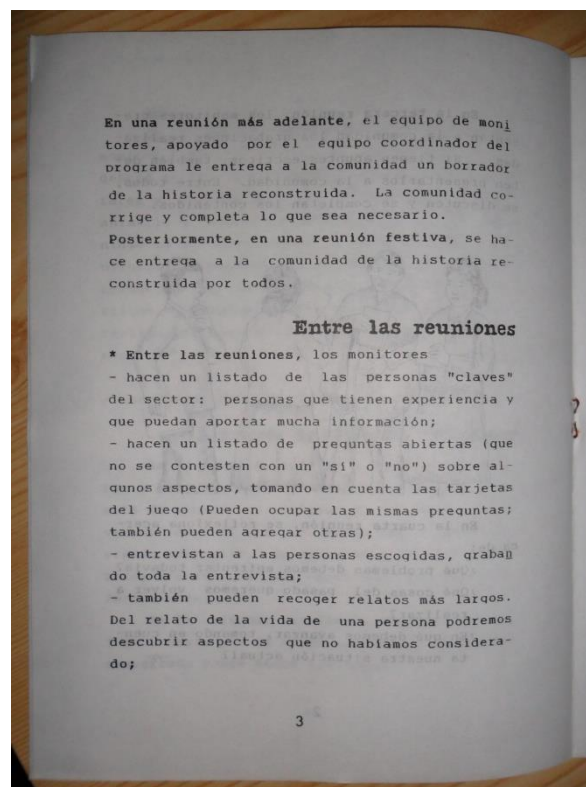 En una reunión más adelante, el equipo de moni
tores, apoyado por el equipo coordinador del
programa le entrega a la comunidad un borrador
de la historia reconstruida. La comunidad co-
rrige y completa lo que sea necesario.
Posteriormente, en una reunión festiva, se ha-
ce entrega a la comunidad de la historia re-
construida por todos.
Entre las reuniones
* Entre las reuniones, los monitores
- hacen un listado de las personas "claves"
del sector: personas que tienen experiencia y
que puedan aportar mucha información;
- hacen un listado de preguntas abiertas (que
no se contesten con un "si" o "no") sobre al-
gunos aspectos, tomando en cuenta las tarjetas
del juego (Pueden ocupar las mismas preguntas;
también pueden agregar otras);
- entrevistan a las personas escogidas, graban
do toda la entrevista;
- también pueden recoger relatos más largos.
Del relato de la vida de una persona podremos
descubrir aspectos que no habíamos considera-
do;
3